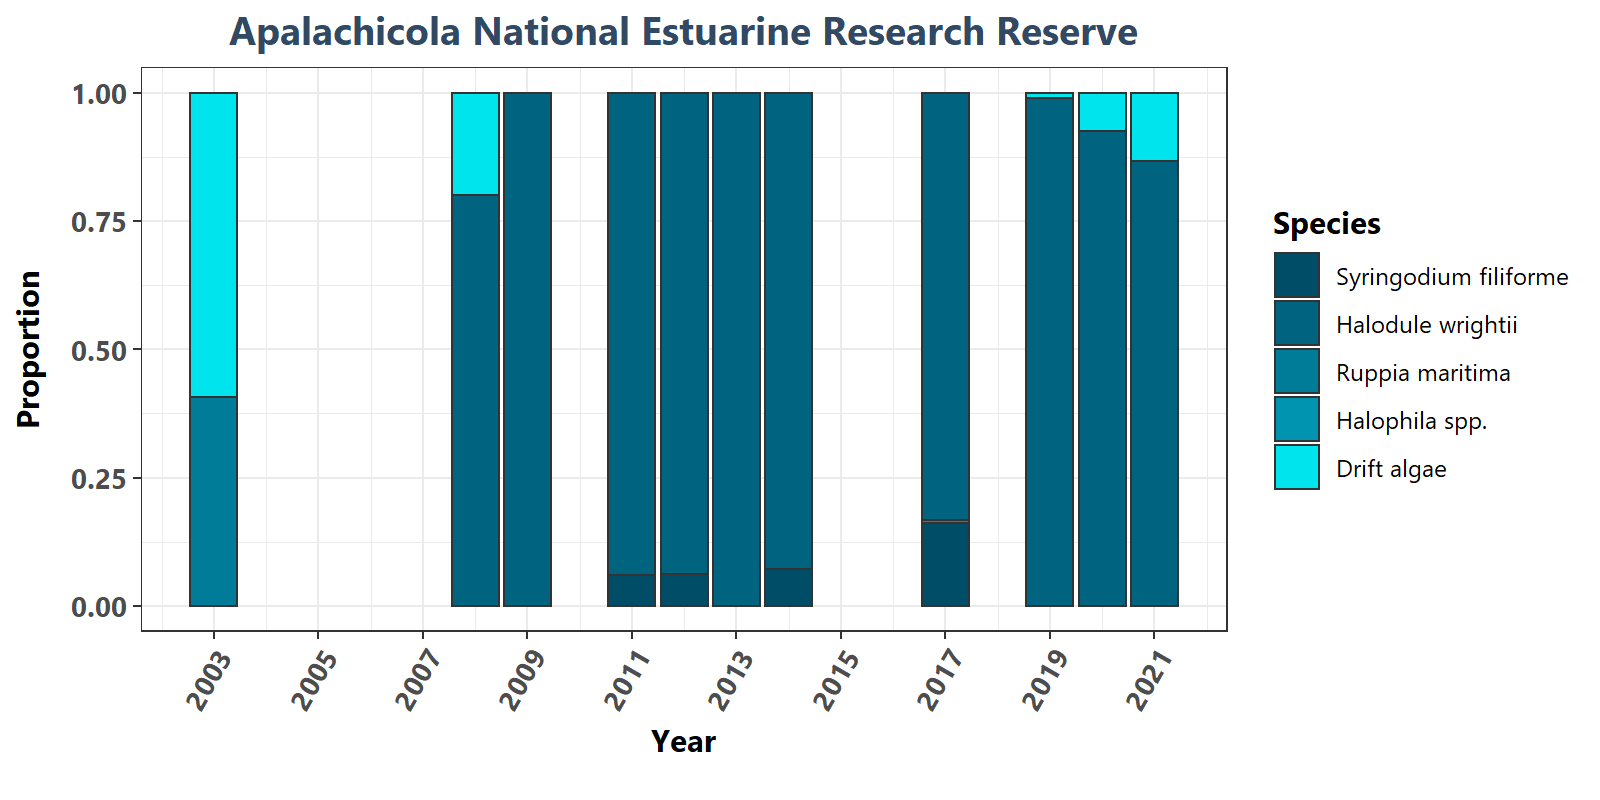 Apalachicola National Estuarine Research Reserve
1.00
0.75
0.50
0.25
0.00
Proportion
2003
2005
2007
2009
2011
2013
2015
2017
2019
2021
Year
Species
Syringodium filiforme
Halodule wrightii
Ruppia maritima
Halophila spp.
Drift algae